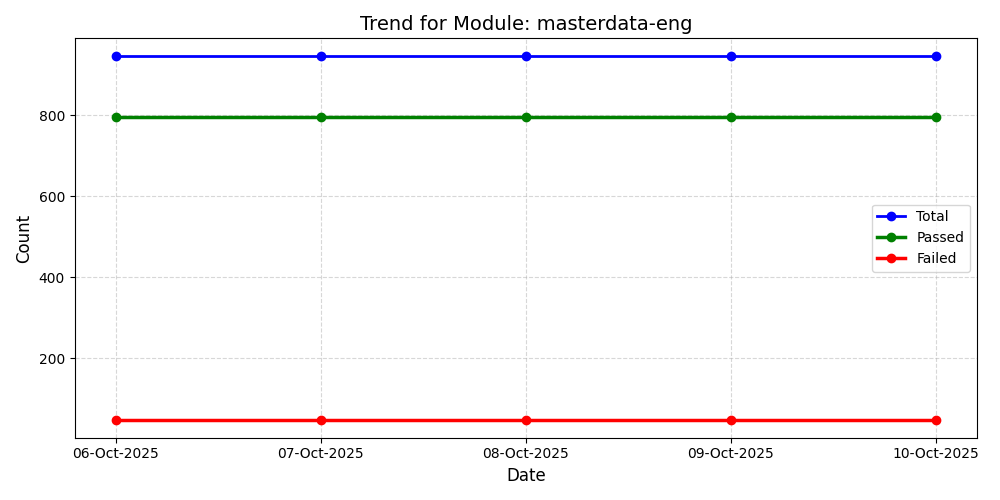 Trend for Module: masterdata-eng
Count
800
600
400
200
Total
Passed
Failed
06-Oct-2025
07-Oct-2025
08-Oct-2025
09-Oct-2025
10-Oct-2025
Date